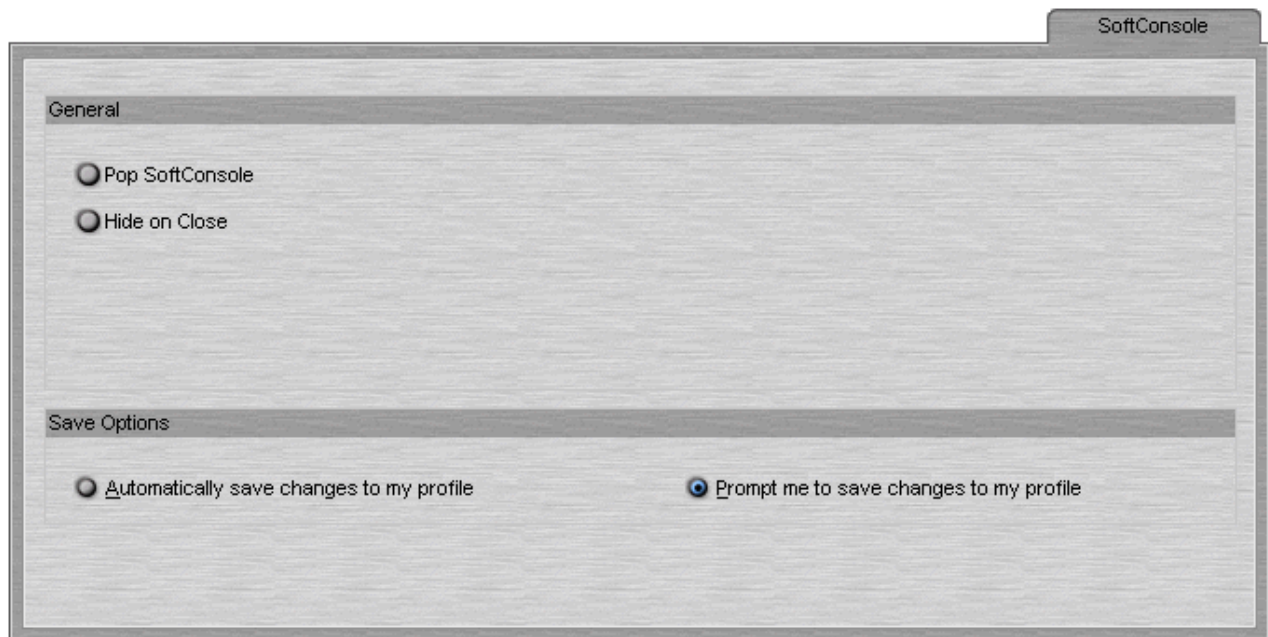 SoftConsole
General
Pop SoftConsole
Hide on Close
Save Options
Automatically save changes to my profile
Prompt me to save changes to my profile